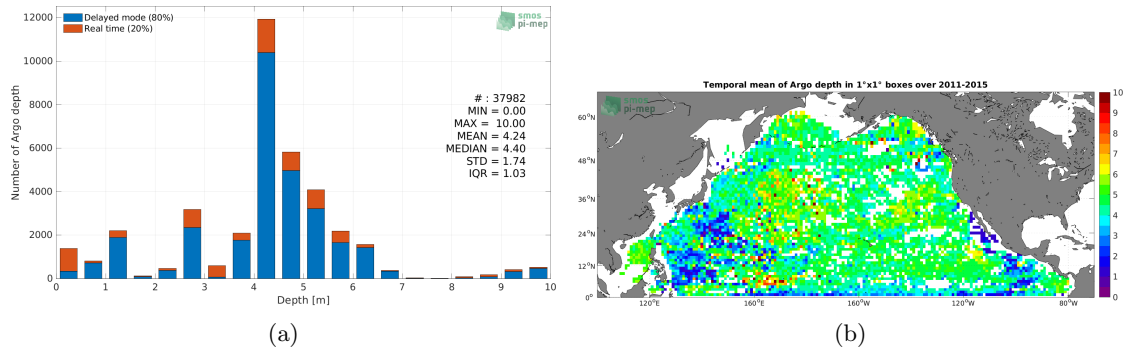 12000
10000
8000
6000
4000
2000
0
Number of Argo depth
Delayed mode (80%)
Real time (20%)
smos
pi-mep
# : 37982
MIN = 0.00
MAX = 10.00
MEAN = 4.24
MEDIAN = 4.40
STD = 1.74
IQR = 1.03
0 1 2 3 4 5 6 7 8 9 10
Depth [m]
(a)
Temporal mean of Argo depth in 1°x1° boxes over 2011-2015
smos
pi-mep
60°N
48°N
36°N
24°N
12°N
0°
120°E 160°E 160°W 120°W 80°W
10
9
8
7
6
5
4
3
2
1
0
(b)